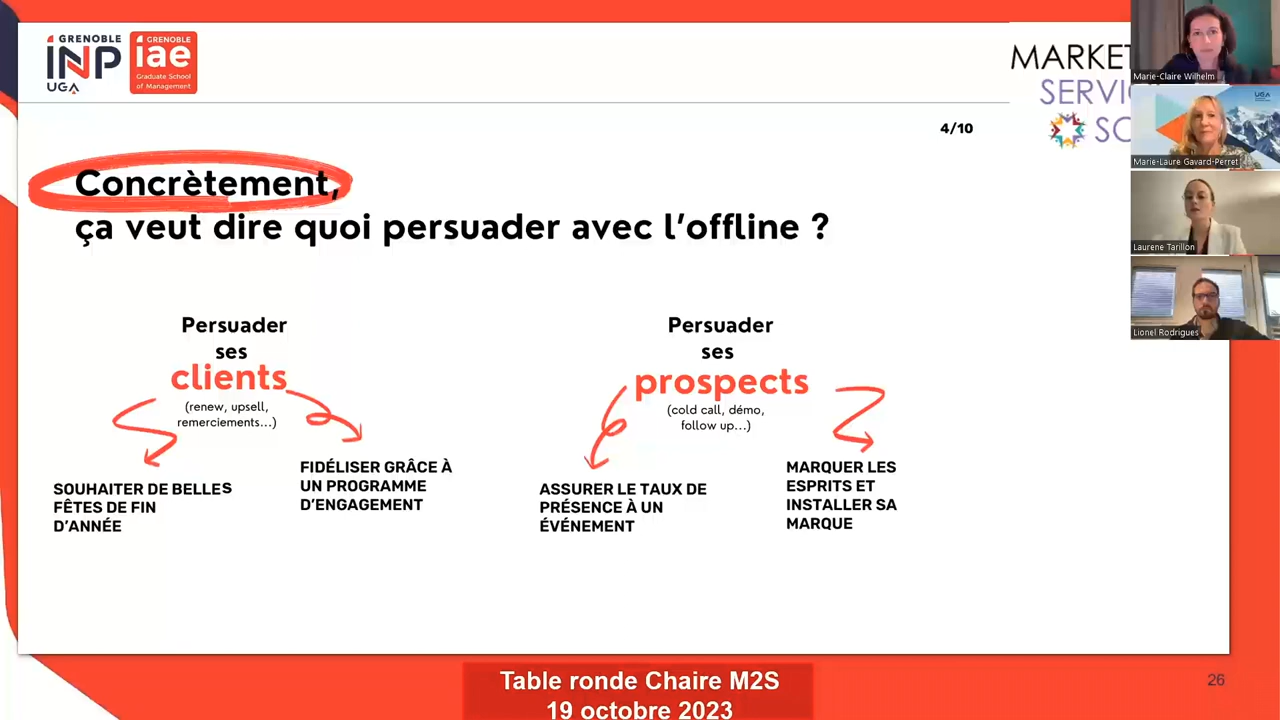 GRENOBLE
INP
UGA
GRENOBLE
iae
Graduate School
of Management
MARKET
SERVIC
SO
4/10
Concrètement,
ça veut dire quoi persuader avec l'offline ?
Persuader
ses
clients
(renew, upsell,
remerciements...)
SOUHAITER DE BELLES
FÊTES DE FIN
D'ANNÉE
FIDÉLISER GRÂCE À
UN PROGRAMME
D'ENGAGEMENT
Persuader
ses
prospects
(cold call, démo,
follow up...)
ASSURER LE TAUX DE
PRÉSENCE À UN
ÉVÉNEMENT
MARQUER LES
ESPRITS ET
INSTALLER SA
MARQUE
Marie-Claire Wilhelm
UGA
Marie-Laure Gavard-Perret
Laurene Tarillon
Lionel Rodrigues
Table ronde Chaire M2S
19 octobre 2023
26